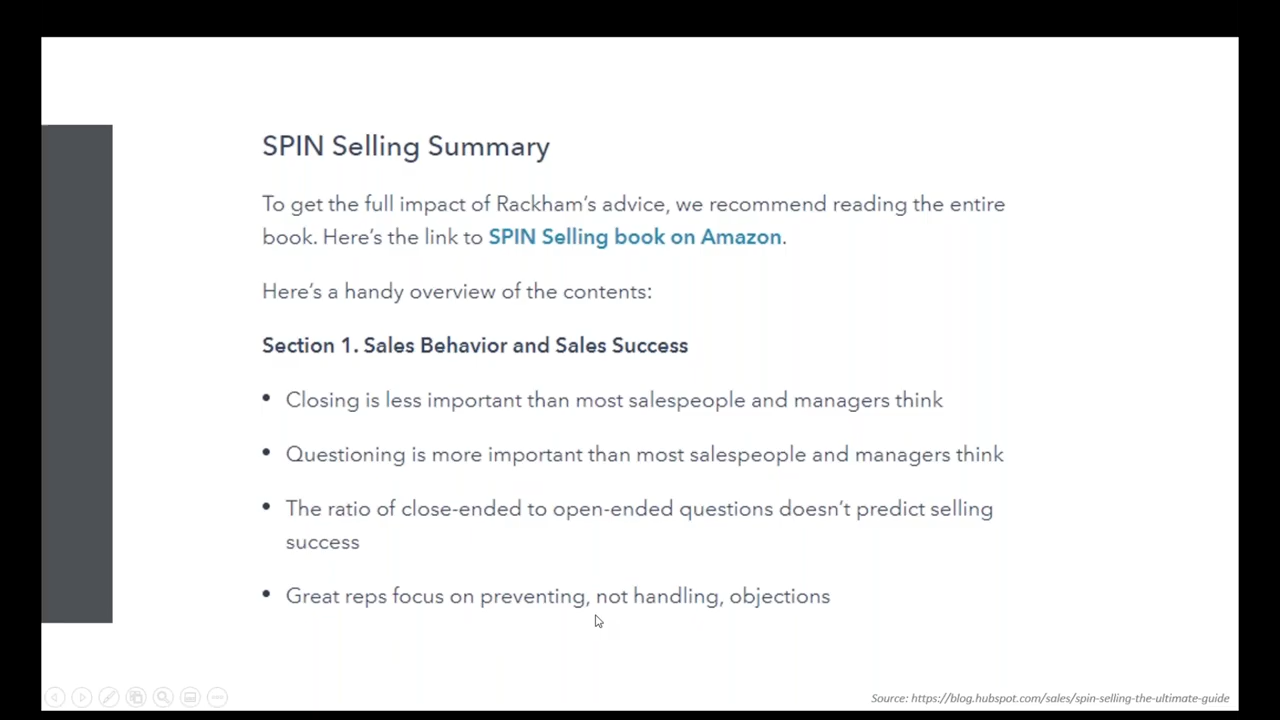 SPIN Selling Summary
To get the full impact of Rackham's advice, we recommend reading the entire
book. Here's the link to SPIN Selling book on Amazon.
Here's a handy overview of the contents:
Section 1. Sales Behavior and Sales Success
• Closing is less important than most salespeople and managers think
• Questioning is more important than most salespeople and managers think
• The ratio of close-ended to open-ended questions doesn't predict selling
success
• Great reps focus on preventing, not handling, objections
Source: https://blog.hubspot.com/sales/spin-selling-the-ultimate-guide